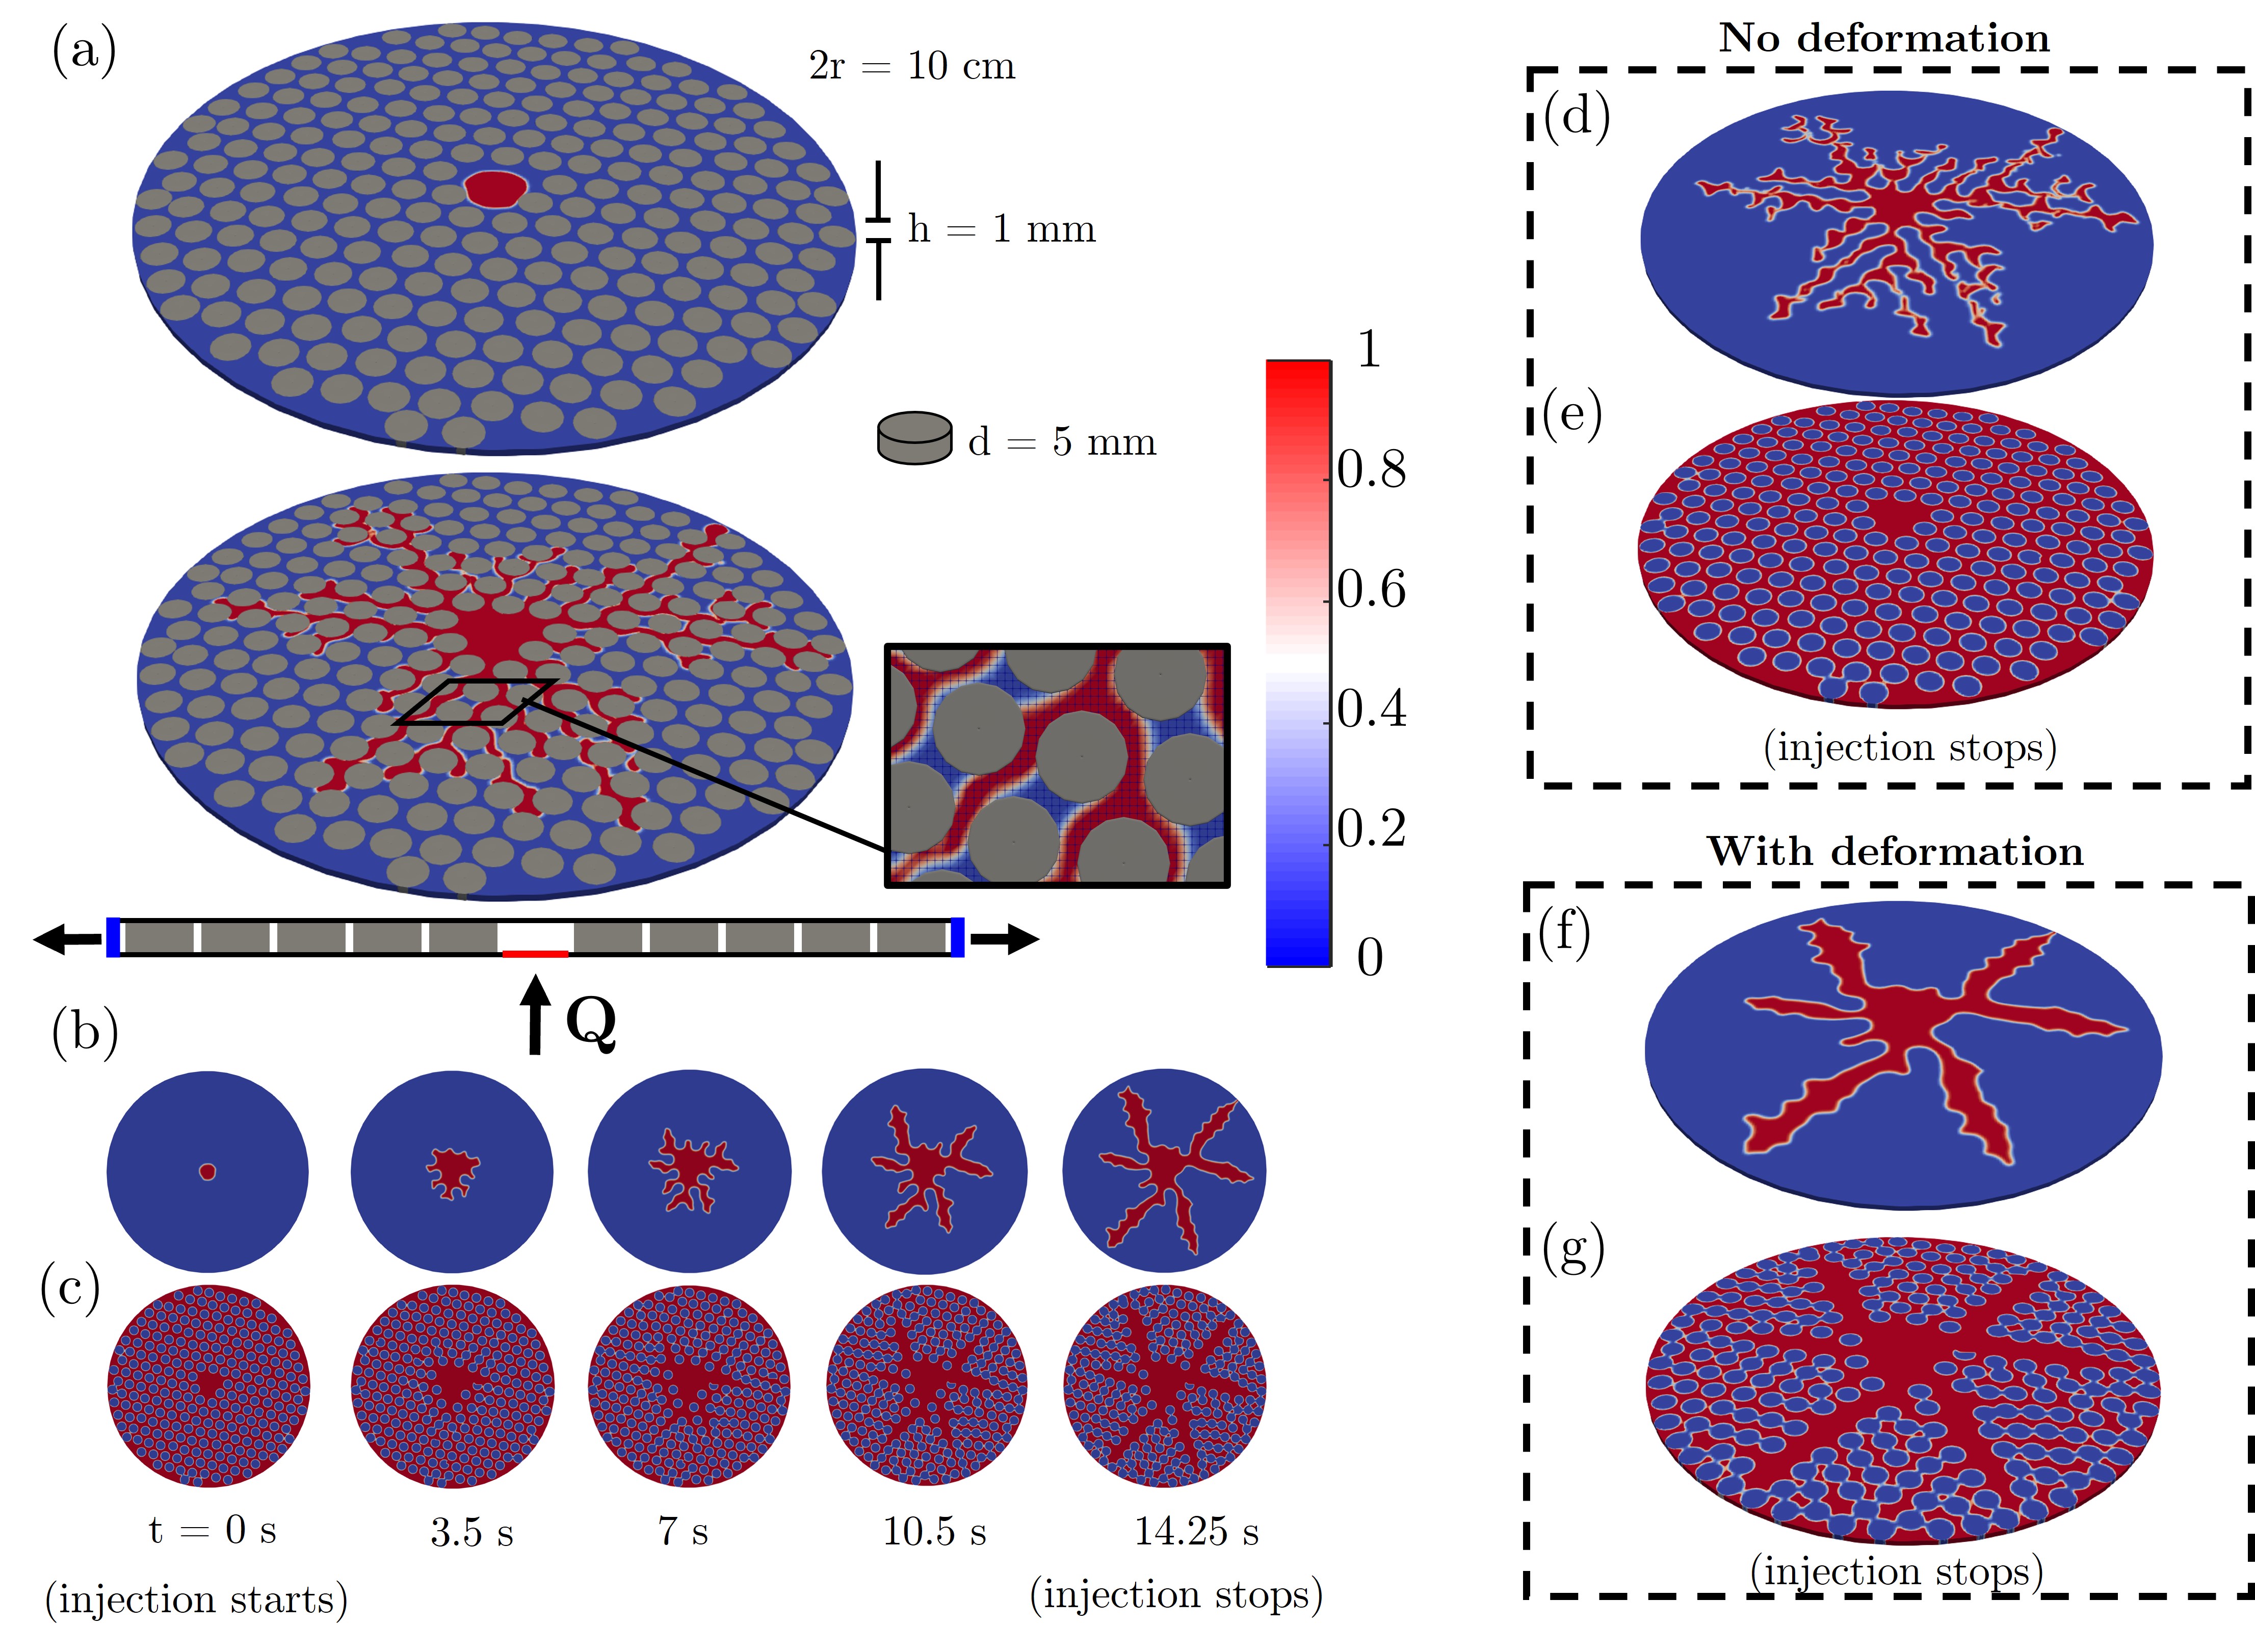 (a)
2r = 10 cm
h = 1 mm
d = 5 mm
1
0.8
0.6
0.4
0.2
0
Q
(b)
(c)
t = 0 s
3.5 s
7 s
10.5 s
14.25 s
(injection starts)
(injection stops)
No deformation
(d)
(e)
(injection stops)
With deformation
(f)
(g)
(injection stops)